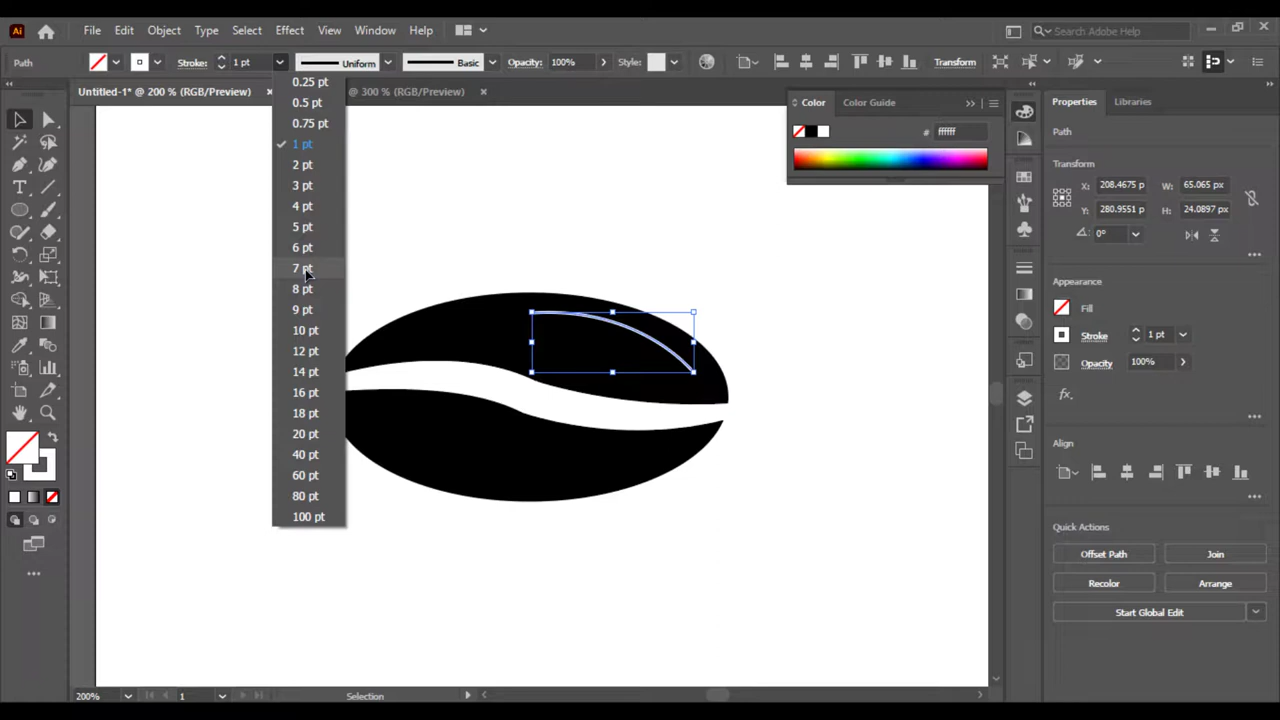 Ai File Edit Object Type Select Effect View Window Help Search Adobe Help
Path Stroke: 1 pt Uniform Basic Opacity: 100% Style: Transform
Untitled-1* @ 200 % (RGB/Preview) × @ 300 % (RGB/Preview) ×
0.25 pt
0.5 pt
0.75 pt
1 pt
2 pt
3 pt
4 pt
5 pt
6 pt
7 pt
8 pt
9 pt
10 pt
12 pt
14 pt
16 pt
18 pt
20 pt
40 pt
60 pt
80 pt
100 pt
Color Color Guide
# ffffff
Properties Libraries
Path
Transform
X: 208.4675 p W: 65.065 px
Y: 280.9551 p H: 24.0897 px
0°
Appearance
Fill
Stroke 1 pt
Opacity 100%
fx.
Align
Quick Actions
Offset Path Join
Recolor Arrange
Start Global Edit
200% 1 Selection